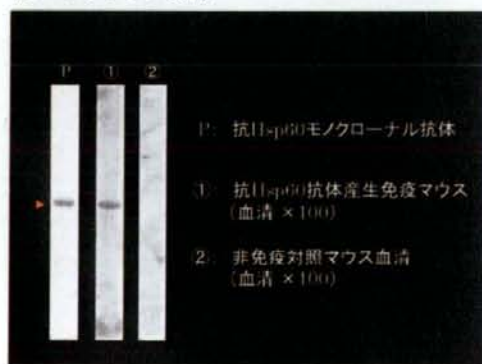 P ① ②
P: 抗Hsp60モノクローナル抗体
①: 抗Hsp60抗体産生免疫マウス
(血清 ×100)
②: 非免疫対照マウス血清
(血清 ×100)